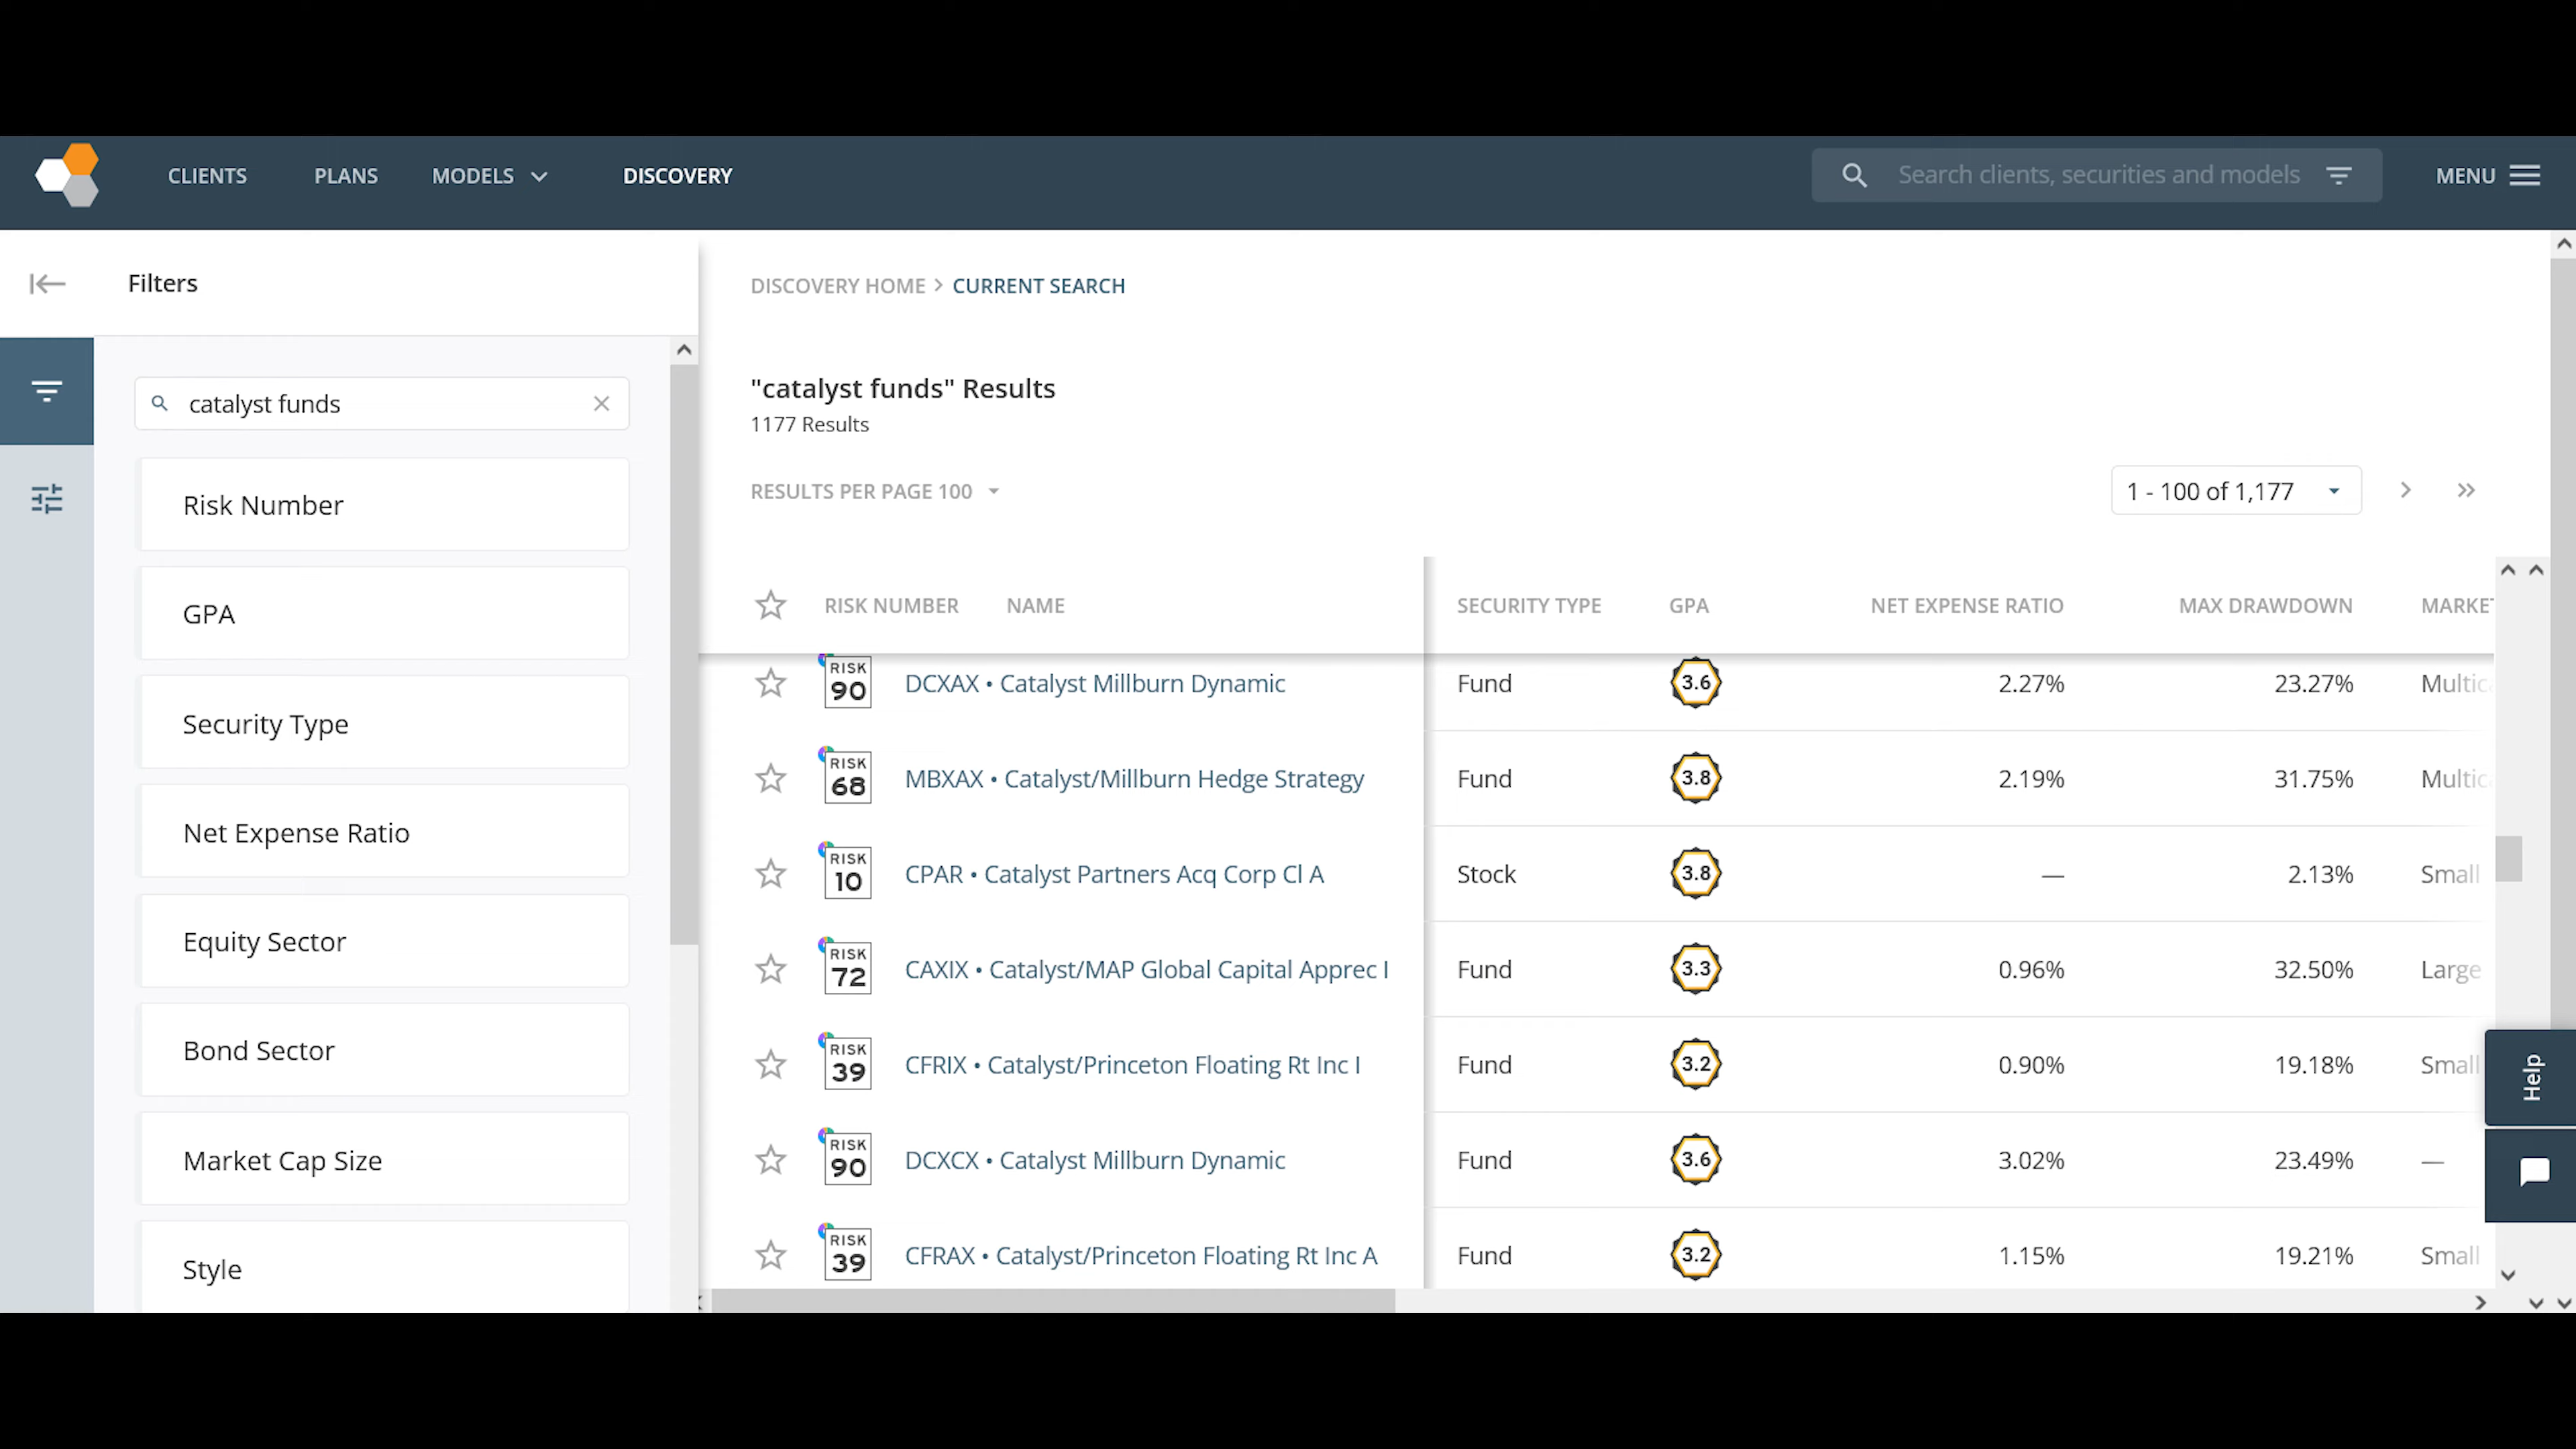 CLIENTS PLANS MODELS DISCOVERY Search clients, securities and models MENU
Filters
catalyst funds
Risk Number
GPA
Security Type
Net Expense Ratio
Equity Sector
Bond Sector
Market Cap Size
Style
DISCOVERY HOME > CURRENT SEARCH
"catalyst funds" Results
1177 Results
RESULTS PER PAGE 100 1 - 100 of 1,177
RISK NUMBER NAME SECURITY TYPE GPA NET EXPENSE RATIO MAX DRAWDOWN MARKET
RISK 90 DCXAX • Catalyst Millburn Dynamic Fund 3.6 2.27% 23.27% Multic
RISK 68 MBXAX • Catalyst/Millburn Hedge Strategy Fund 3.8 2.19% 31.75% Multic
RISK 10 CPAR • Catalyst Partners Acq Corp Cl A Stock 3.8 — 2.13% Small
RISK 72 CAXIX • Catalyst/MAP Global Capital Apprec I Fund 3.3 0.96% 32.50% Large
RISK 39 CFRIX • Catalyst/Princeton Floating Rt Inc I Fund 3.2 0.90% 19.18% Small
RISK 90 DCXCX • Catalyst Millburn Dynamic Fund 3.6 3.02% 23.49% —
RISK 39 CFRAX • Catalyst/Princeton Floating Rt Inc A Fund 3.2 1.15% 19.21% Small
Help